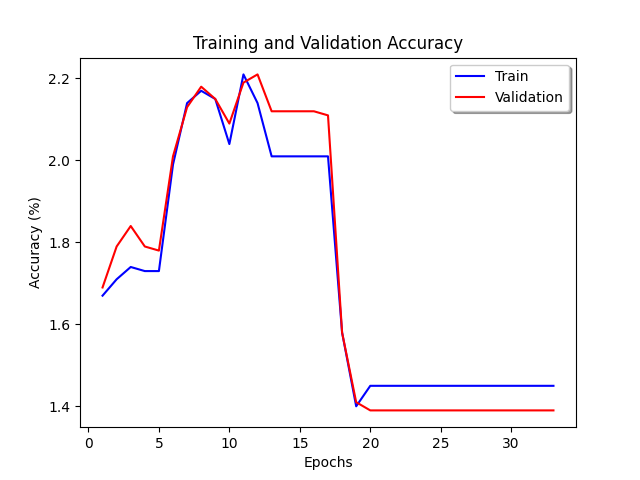 Training and Validation Accuracy
Train
Validation
2.2
2.0
1.8
1.6
1.4
Accuracy (%)
0 5 10 15 20 25 30
Epochs